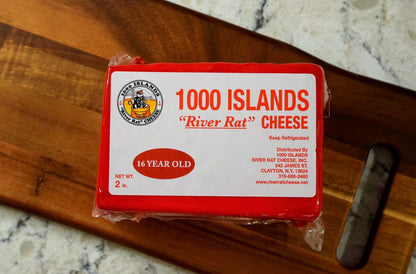 1000 ISLANDS
"River Rat" CHEESE
1000 ISLANDS
"River Rat" CHEESE
Keep Refrigerated
16 YEAR OLD
Distributed By
1000 ISLANDS
RIVER RAT CHEESE, INC.
242 JAMES ST.
CLAYTON, N.Y. 13624
315-686-2480
www.riverratcheese.net
NET WT.
2 lb.